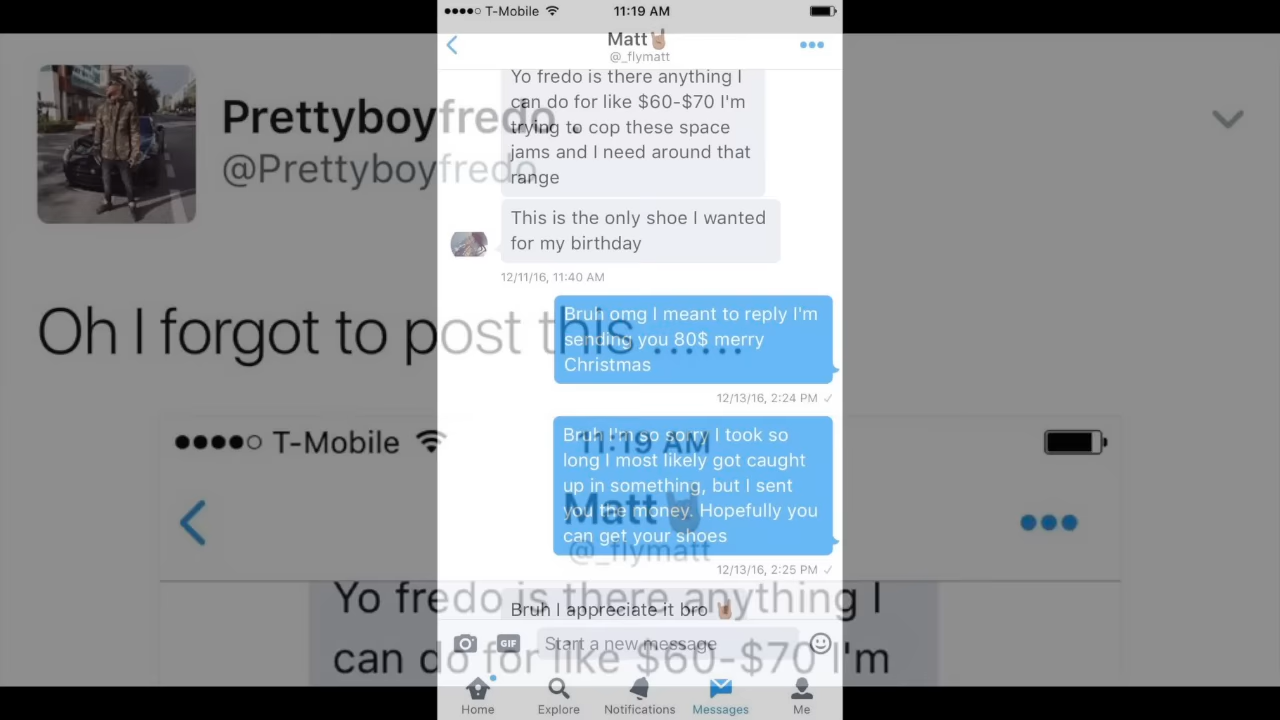 T-Mobile 11:19 AM
Matt🤘🏽
@_flymatt
Yo fredo is there anything I
can do for like $60-$70 I'm
trying to cop these space
jams and I need around that
range
This is the only shoe I wanted
for my birthday
12/11/16, 11:40 AM
Bruh omg I meant to reply I'm
sending you 80$ merry
Christmas
12/13/16, 2:24 PM ✓
Bruh I'm so sorry I took so
long I most likely got caught
up in something, but I sent
you the money. Hopefully you
can get your shoes
12/13/16, 2:25 PM ✓
Bruh I appreciate it bro 🤘🏽
GIF Start a new message
Home Explore Notifications Messages Me
Prettyboyfredo
@Prettyboyfredo
Oh I forgot to post this ......
T-Mobile 11:19 AM
Matt🤘🏽
@_flymatt
Yo fredo is there anything I
can do for like $60-$70 I'm